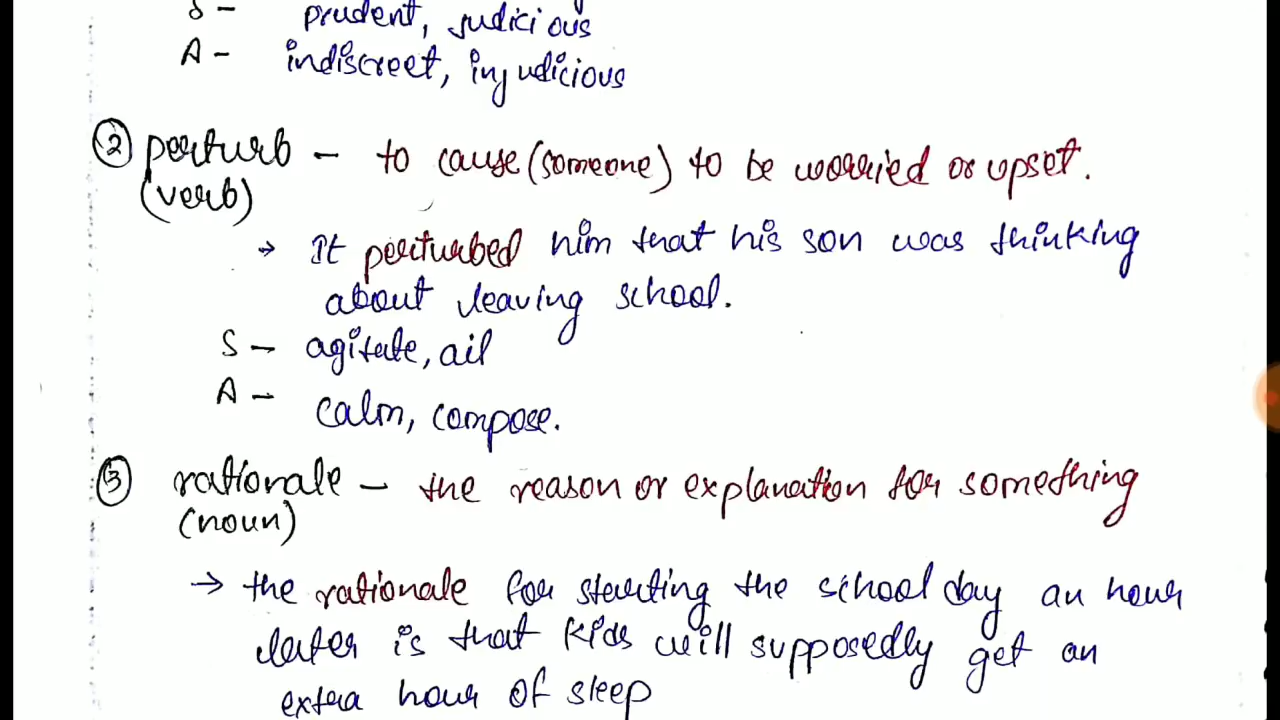 S - prudent, judicious
A - indiscreet, injudicious
② perturb - to cause (someone) to be worried or upset.
(verb)
→ It perturbed him that his son was thinking
about leaving school.
S - agitate, ail
A - calm, compose.
③ rationale - the reason or explanation for something
(noun)
→ the rationale for starting the school day an hour
later is that kids will supposedly get an
extra hour of sleep